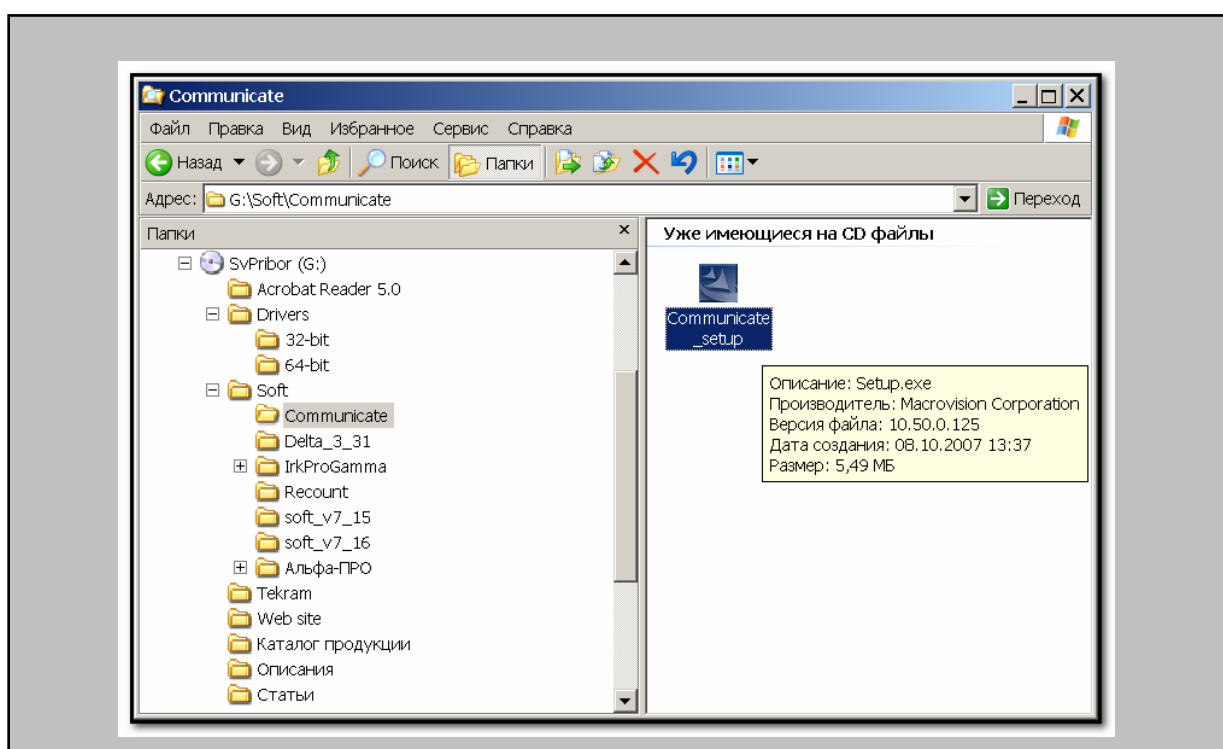 Communicate
Файл Правка Вид Избранное Сервис Справка
Назад Поиск Папки
Адрес: G:\Soft\Communicate Переход
Папки
SvPribor (G:)
Acrobat Reader 5.0
Drivers
32-bit
64-bit
Soft
Communicate
Delta_3_31
IrkProGamma
Recount
soft_v7_15
soft_v7_16
Альфа-ПРО
Tekram
Web site
Каталог продукции
Описания
Статьи
Уже имеющиеся на CD файлы
Communicate
_setup
Описание: Setup.exe
Производитель: Macrovision Corporation
Версия файла: 10.50.0.125
Дата создания: 08.10.2007 13:37
Размер: 5,49 МБ